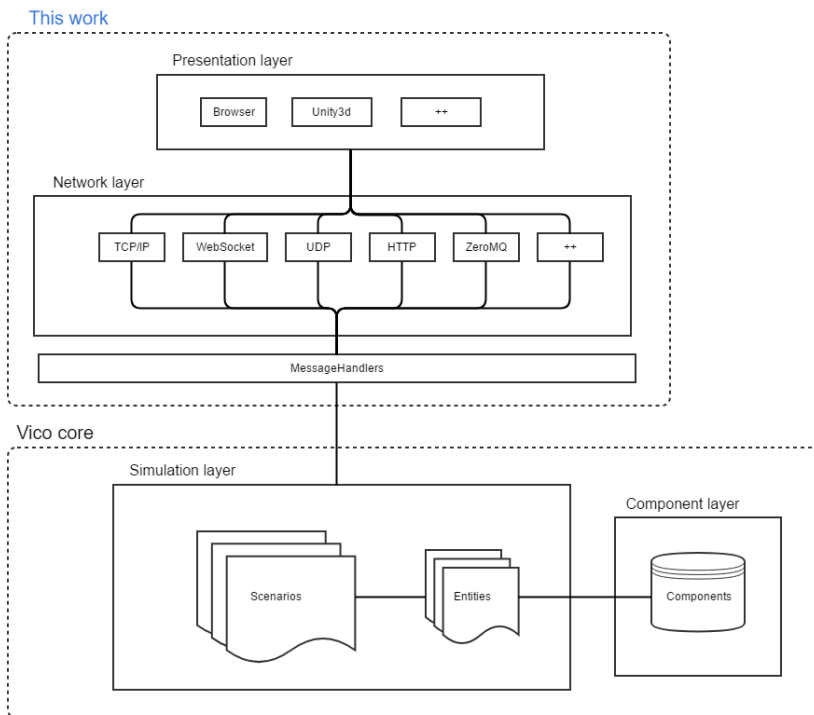 This work
Presentation layer
Browser Unity3d ++
Network layer
TCP/IP WebSocket UDP HTTP ZeroMQ ++
MessageHandlers
Vico core
Simulation layer
Component layer
Scenarios Entities Components